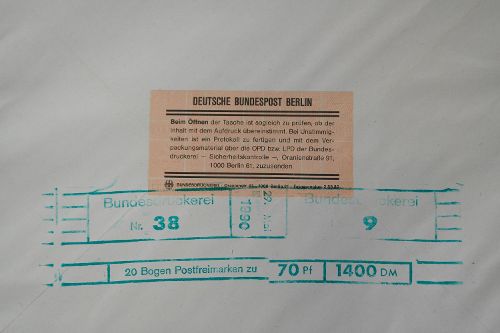 DEUTSCHE BUNDESPOST BERLIN
Beim Öffnen der Tasche ist sogleich zu prüfen, ob der
Inhalt mit dem Aufdruck übereinstimmt. Bei Unstimmig-
keiten ist ein Protokoll zu fertigen und mit dem Ver-
packungsmaterial über die OPD bzw. LPD der Bundes-
druckerei – Sicherheitskontrolle –, Oranienstraße 91,
1000 Berlin 61, zuzusenden.
BUNDESDRUCKEREI
Bundesdruckerei
Nr. 38
1990
Bundesdruckerei
9
20 Bogen Postfreimarken zu 70 Pf 1400 DM